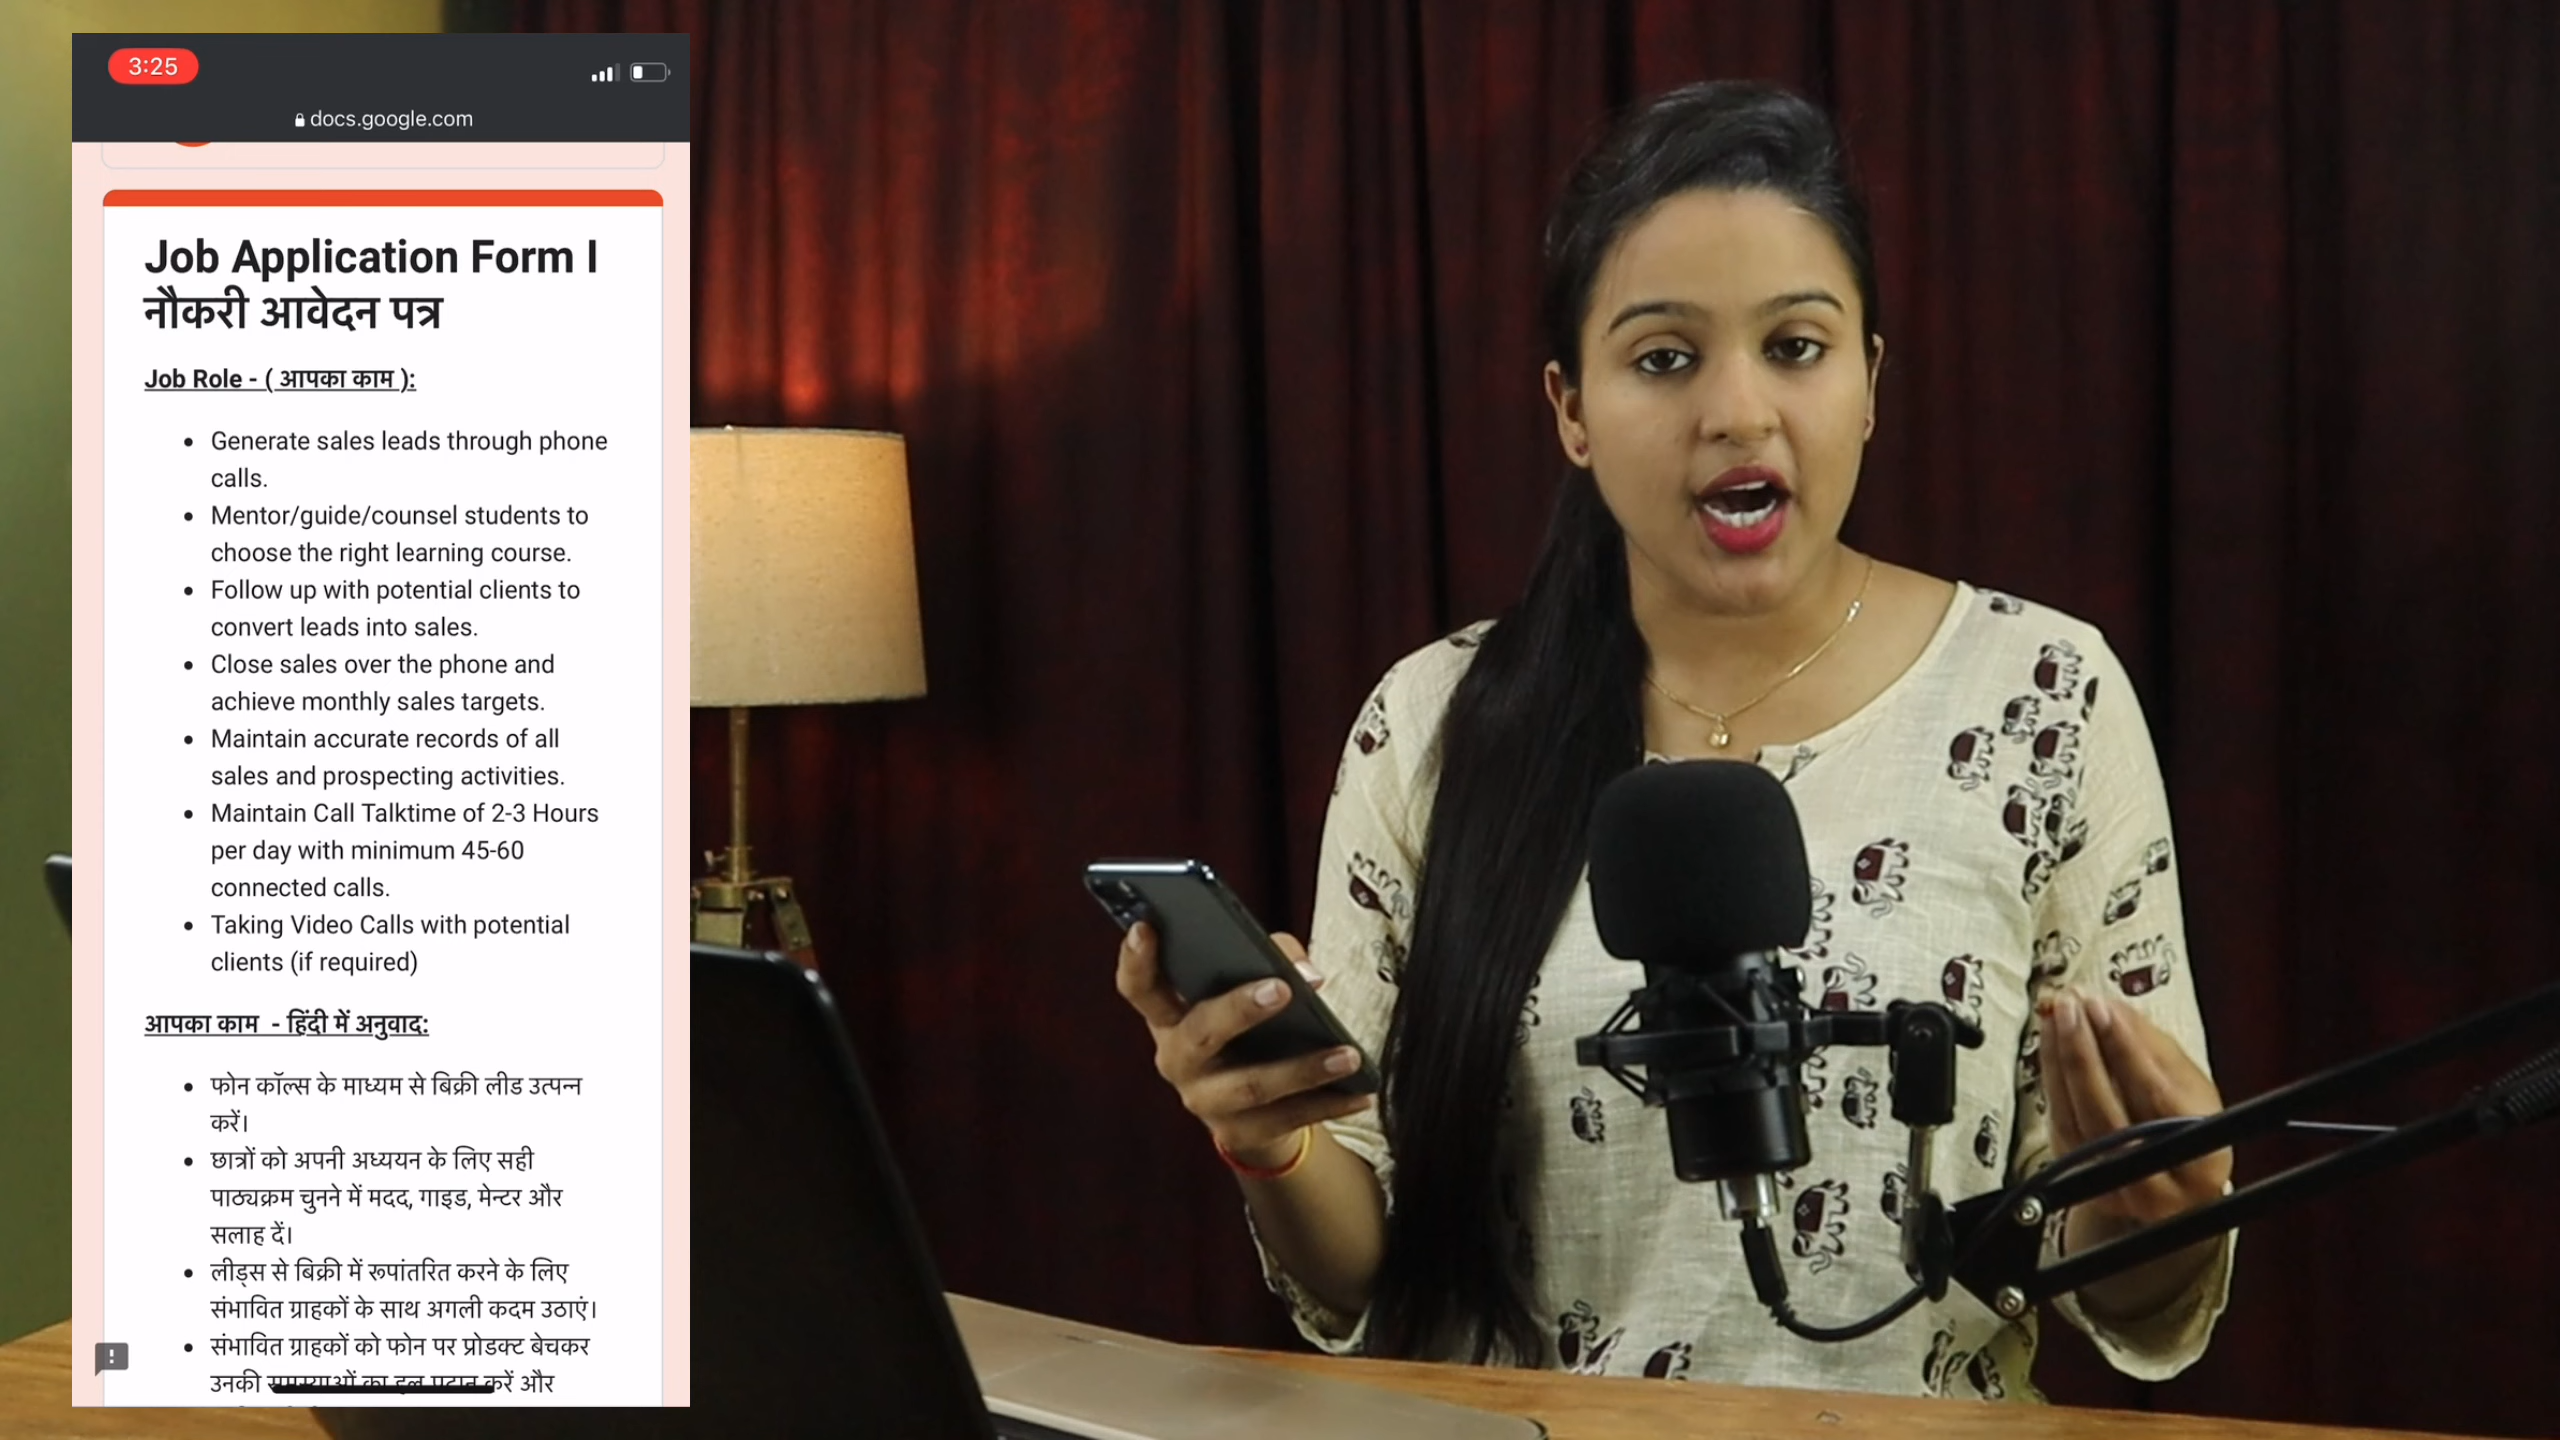 3:25
docs.google.com
Job Application Form I
नौकरी आवेदन पत्र
Job Role - ( आपका काम ):
Generate sales leads through phone
calls.
Mentor/guide/counsel students to
choose the right learning course.
Follow up with potential clients to
convert leads into sales.
Close sales over the phone and
achieve monthly sales targets.
Maintain accurate records of all
sales and prospecting activities.
Maintain Call Talktime of 2-3 Hours
per day with minimum 45-60
connected calls.
Taking Video Calls with potential
clients (if required)
आपका काम - हिंदी में अनुवाद:
फोन कॉल्स के माध्यम से बिक्री लीड उत्पन्न
करें।
छात्रों को अपनी अध्ययन के लिए सही
पाठ्यक्रम चुनने में मदद, गाइड, मेन्टर और
सलाह दें।
लीड्स से बिक्री में रूपांतरित करने के लिए
संभावित ग्राहकों के साथ अगली कदम उठाएं।
संभावित ग्राहकों को फोन पर प्रोडक्ट बेचकर
उनकी समस्याओं का हल प्रदान करें और